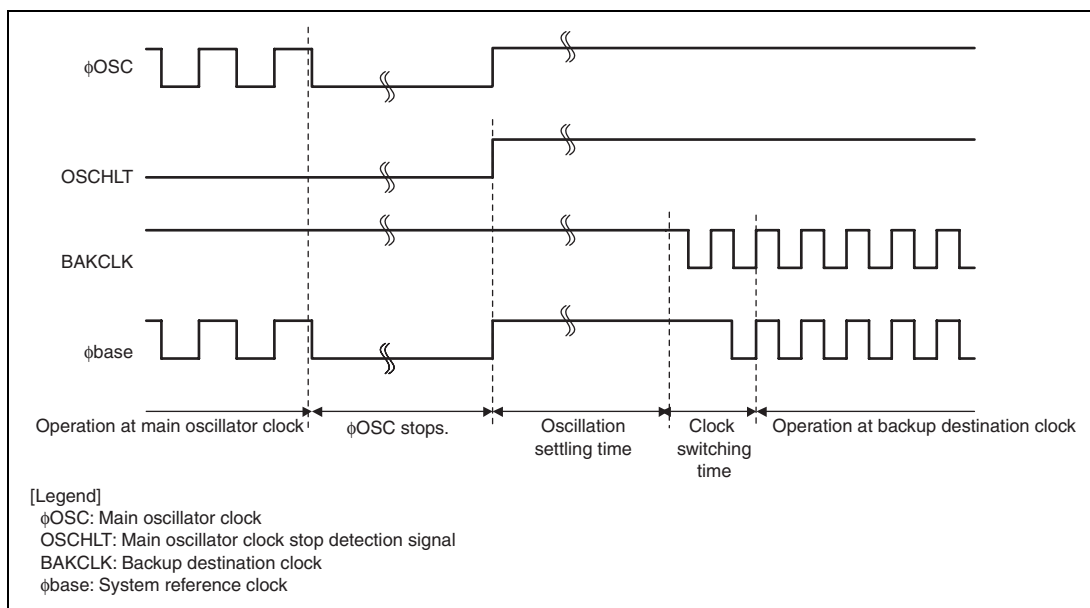 ϕOSC
OSCHLT
BAKCLK
ϕbase
Operation at main oscillator clock
ϕOSC stops.
Oscillation
settling time
Clock
switching
time
Operation at backup destination clock
[Legend]
ϕOSC: Main oscillator clock
OSCHLT: Main oscillator clock stop detection signal
BAKCLK: Backup destination clock
ϕbase: System reference clock